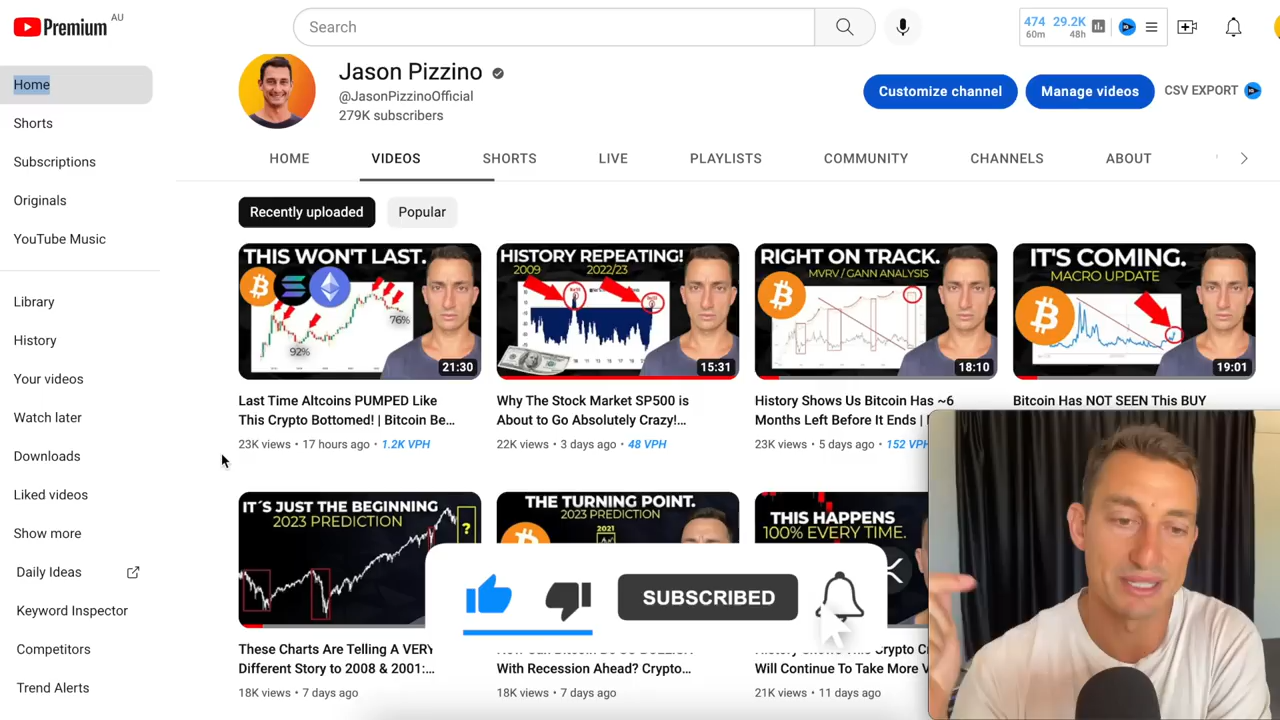 Premium AU
Search
474 29.2K
60m 48h
Home
Shorts
Subscriptions
Originals
YouTube Music
Library
History
Your videos
Watch later
Downloads
Liked videos
Show more
Daily Ideas
Keyword Inspector
Competitors
Trend Alerts
Jason Pizzino
@JasonPizzinoOfficial
279K subscribers
Customize channel
Manage videos
CSV EXPORT
HOME VIDEOS SHORTS LIVE PLAYLISTS COMMUNITY CHANNELS ABOUT
Recently uploaded
Popular
THIS WON'T LAST.
76%
92%
21:30
Last Time Altcoins PUMPED Like
This Crypto Bottomed! | Bitcoin Be...
23K views • 17 hours ago • 1.2K VPH
HISTORY REPEATING!
2009 2022/23
15:31
Why The Stock Market SP500 is
About to Go Absolutely Crazy!...
22K views • 3 days ago • 48 VPH
RIGHT ON TRACK.
MVRV / GANN ANALYSIS
18:10
History Shows Us Bitcoin Has ~6
Months Left Before It Ends |
23K views • 5 days ago • 152 VPH
IT'S COMING.
MACRO UPDATE
19:01
Bitcoin Has NOT SEEN This BUY
IT´S JUST THE BEGINNING
2023 PREDICTION
?
These Charts Are Telling A VERY
Different Story to 2008 & 2001:...
18K views • 7 days ago
THE TURNING POINT.
2023 PREDICTION
2021
With Recession Ahead? Crypto...
18K views • 7 days ago
THIS HAPPENS
100% EVERY TIME.
History Shows This Crypto
Will Continue To Take More
21K views • 11 days ago
SUBSCRIBED